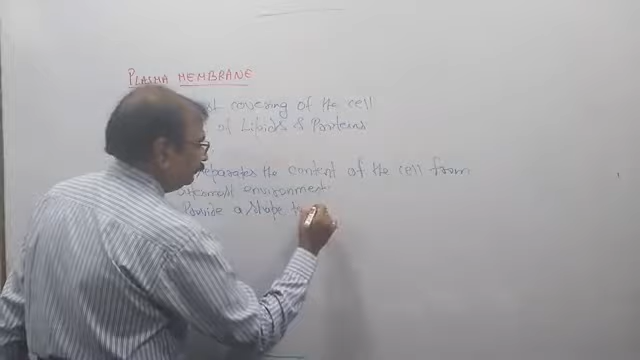 PLASMA MEMBRANE
covering of the cell
of Lipids & Proteins
Separates the content of the cell from
outermost environment.
Provide a shape t